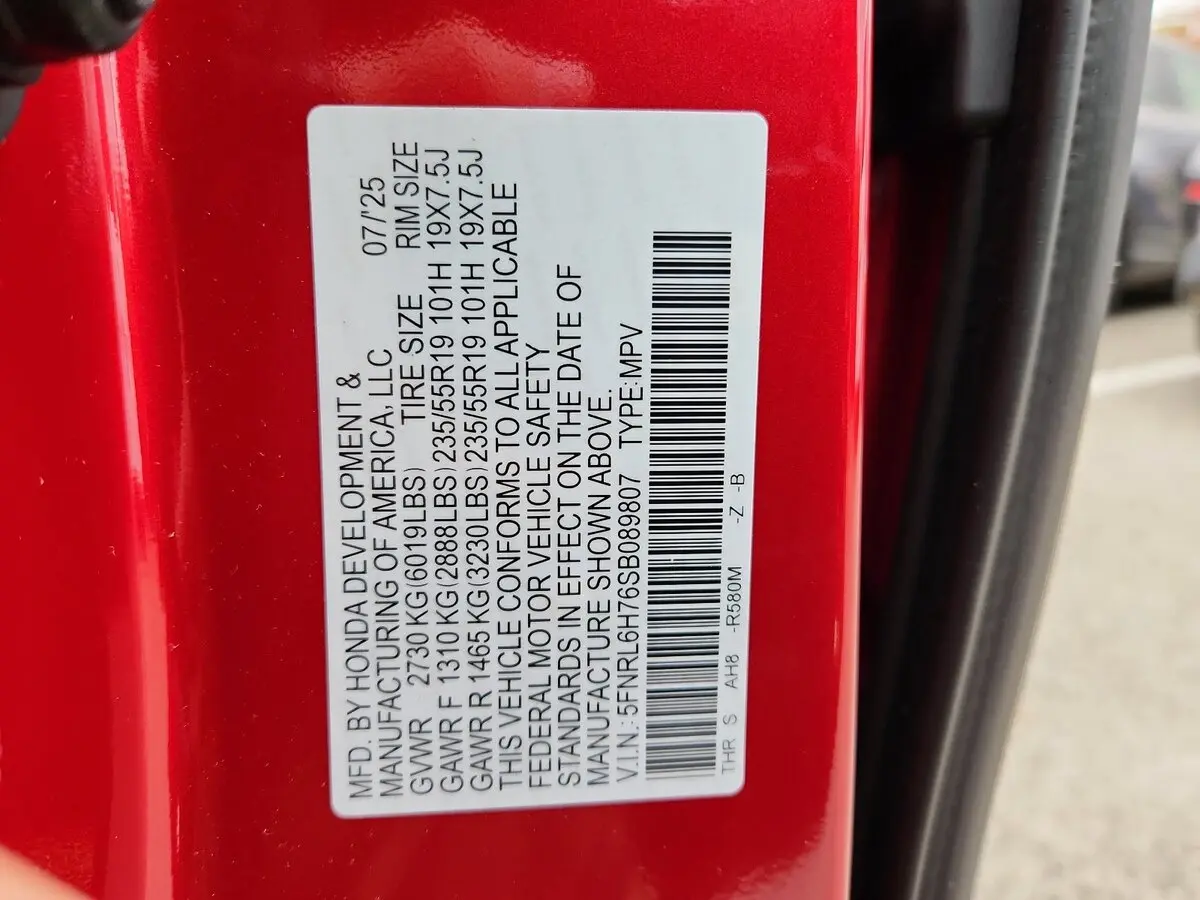 MFD. BY HONDA DEVELOPMENT &
MANUFACTURING OF AMERICA, LLC 07/'25
GVWR 2730 KG(6019LBS) TIRE SIZE RIM SIZE
GAWR F 1310 KG(2888LBS) 235/55R19 101H 19X7.5J
GAWR R 1465 KG(3230LBS) 235/55R19 101H 19X7.5J
THIS VEHICLE CONFORMS TO ALL APPLICABLE
FEDERAL MOTOR VEHICLE SAFETY
STANDARDS IN EFFECT ON THE DATE OF
MANUFACTURE SHOWN ABOVE.
V.I.N.: 5FNRL6H76SB089807 TYPE:MPV
THR S AH8 -R580M -Z -B